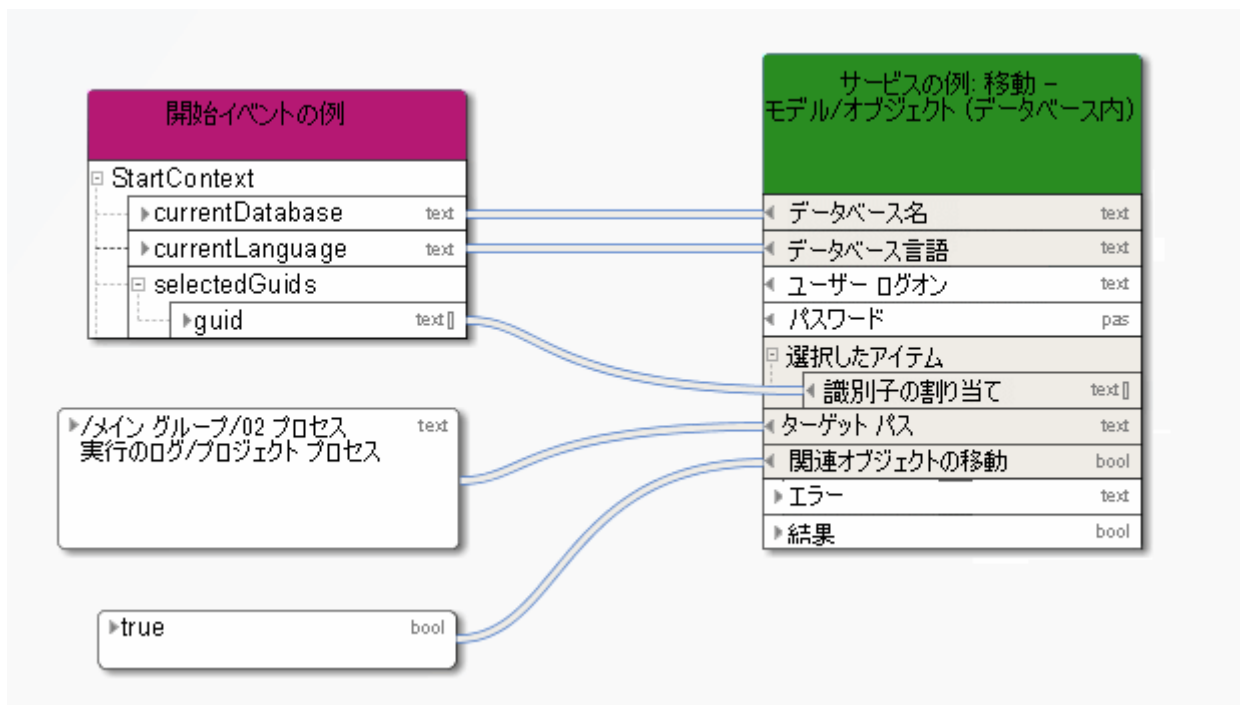 開始イベントの例
StartContext
currentDatabase text
currentLanguage text
selectedGuids
guid text[]
/メイン グループ/02 プロセス text
実行のログ/プロジェクト プロセス
true bool
サービスの例: 移動 –
モデル/オブジェクト (データベース内)
データベース名 text
データベース言語 text
ユーザー ログオン text
パスワード pas
選択したアイテム
識別子の割り当て text[]
ターゲット パス text
関連オブジェクトの移動 bool
エラー text
結果 bool